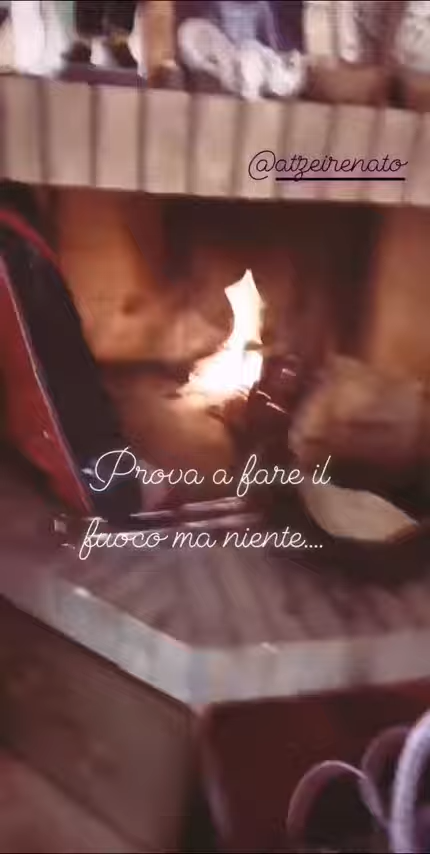 @atzeirenato
Prova a fare il
fuoco ma niente....